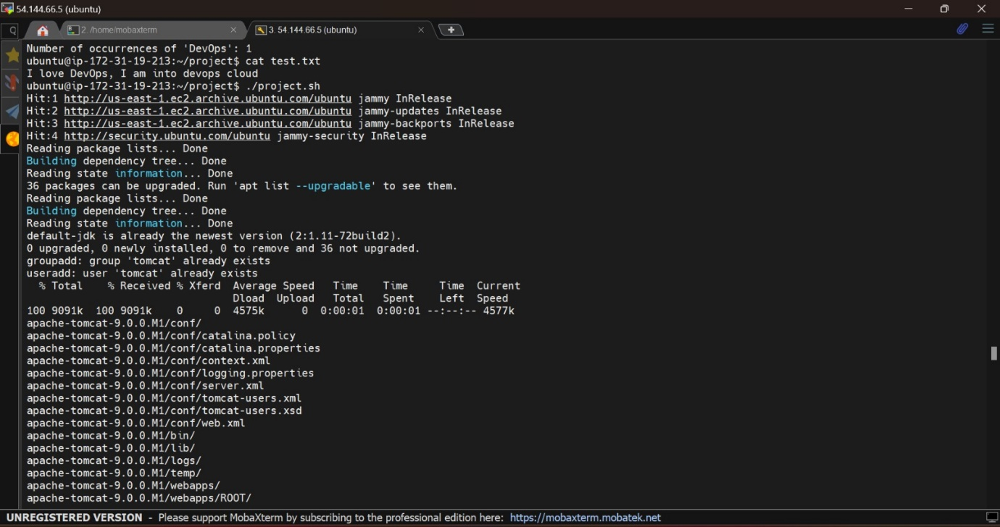 54.144.66.5 (ubuntu)
2. /home/mobaxterm
3. 54.144.66.5 (ubuntu)
Number of occurrences of 'DevOps': 1
ubuntu@ip-172-31-19-213:~/project$ cat test.txt
I love DevOps, I am into devops cloud
ubuntu@ip-172-31-19-213:~/project$ ./project.sh
Hit:1 http://us-east-1.ec2.archive.ubuntu.com/ubuntu jammy InRelease
Hit:2 http://us-east-1.ec2.archive.ubuntu.com/ubuntu jammy-updates InRelease
Hit:3 http://us-east-1.ec2.archive.ubuntu.com/ubuntu jammy-backports InRelease
Hit:4 http://security.ubuntu.com/ubuntu jammy-security InRelease
Reading package lists... Done
Building dependency tree... Done
Reading state information... Done
36 packages can be upgraded. Run 'apt list --upgradable' to see them.
Reading package lists... Done
Building dependency tree... Done
Reading state information... Done
default-jdk is already the newest version (2:1.11-72build2).
0 upgraded, 0 newly installed, 0 to remove and 36 not upgraded.
groupadd: group 'tomcat' already exists
useradd: user 'tomcat' already exists
% Total    % Received % Xferd  Average Speed   Time    Time     Time  Current
Dload  Upload   Total   Spent    Left  Speed
100 9091k  100 9091k    0     0  4575k      0  0:00:01  0:00:01 --:--:-- 4577k
apache-tomcat-9.0.0.M1/conf/
apache-tomcat-9.0.0.M1/conf/catalina.policy
apache-tomcat-9.0.0.M1/conf/catalina.properties
apache-tomcat-9.0.0.M1/conf/context.xml
apache-tomcat-9.0.0.M1/conf/logging.properties
apache-tomcat-9.0.0.M1/conf/server.xml
apache-tomcat-9.0.0.M1/conf/tomcat-users.xml
apache-tomcat-9.0.0.M1/conf/tomcat-users.xsd
apache-tomcat-9.0.0.M1/conf/web.xml
apache-tomcat-9.0.0.M1/bin/
apache-tomcat-9.0.0.M1/lib/
apache-tomcat-9.0.0.M1/logs/
apache-tomcat-9.0.0.M1/temp/
apache-tomcat-9.0.0.M1/webapps/
apache-tomcat-9.0.0.M1/webapps/ROOT/
UNREGISTERED VERSION - Please support MobaXterm by subscribing to the professional edition here: https://mobaxterm.mobatek.net